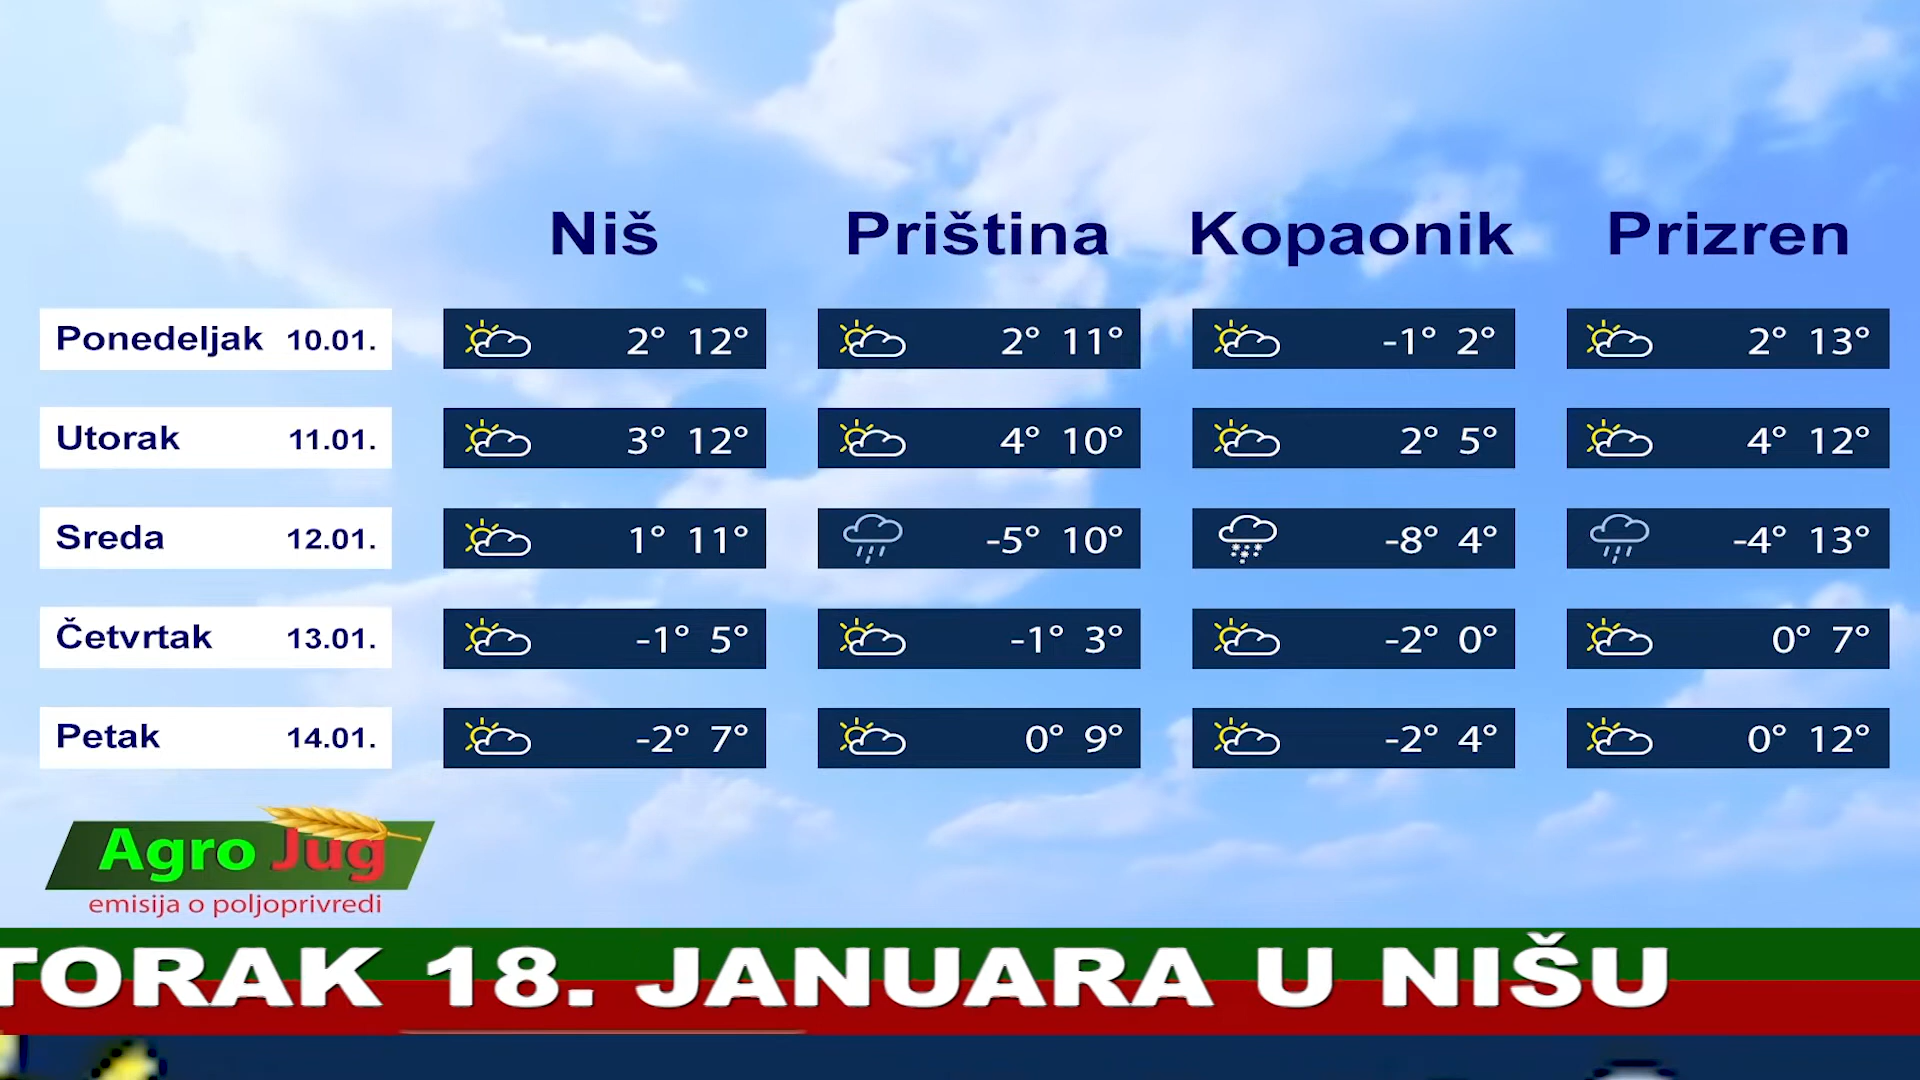 Niš Priština Kopaonik Prizren
Ponedeljak 10.01. 2° 12° 2° 11° -1° 2° 2° 13°
Utorak 11.01. 3° 12° 4° 10° 2° 5° 4° 12°
Sreda 12.01. 1° 11° -5° 10° -8° 4° -4° 13°
Četvrtak 13.01. -1° 5° -1° 3° -2° 0° 0° 7°
Petak 14.01. -2° 7° 0° 9° -2° 4° 0° 12°
Agro Jug
emisija o poljoprivredi
TORAK 18. JANUARA U NIŠU